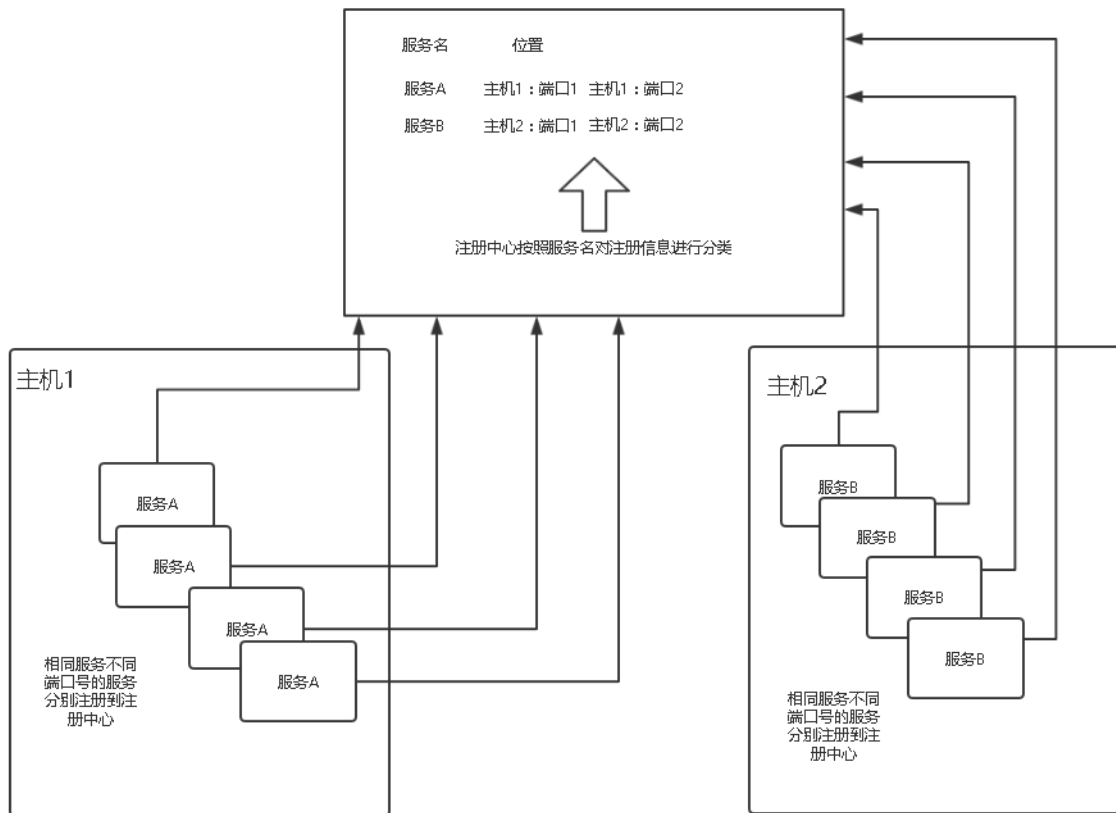 服务名 位置
服务A 主机1：端口1 主机1：端口2
服务B 主机2：端口1 主机2：端口2
注册中心按照服务名对注册信息进行分类
主机1
服务A
服务A
服务A
服务A
相同服务不同
端口号的服务
分别注册到注
册中心
主机2
服务B
服务B
服务B
服务B
相同服务不同
端口号的服务
分别注册到注
册中心